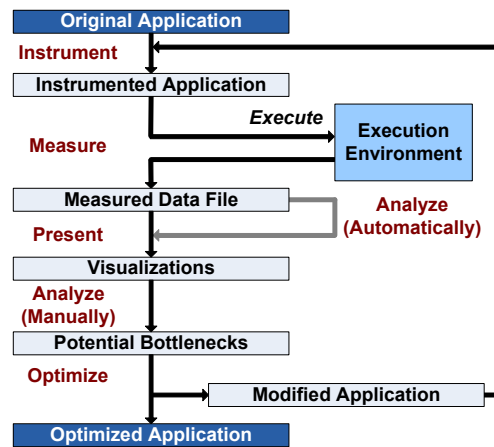 Original Application
Instrument
Instrumented Application
Execute
Execution
Environment
Measure
Measured Data File
Analyze
(Automatically)
Present
Visualizations
Analyze
(Manually)
Potential Bottlenecks
Optimize
Modified Application
Optimized Application